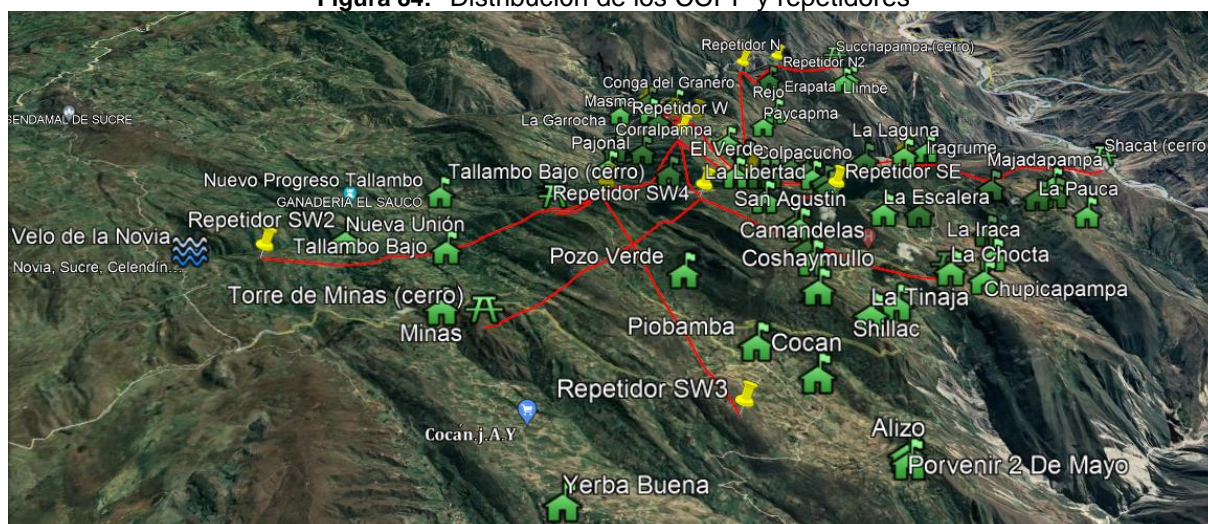 Figura 84: Distribución de los CCPP y repetidores
Repetidor N
Succhapampa (cerro)
Repetidor N2
Conga del Granero
Rejo
Erapata
Llimbe
Masma
Repetidor W
Paycapma
La Garrocha
Corralpampa
SENDAMAL DE SUCRE
La Laguna
Pajonal
El Verde
Colpacucho
Iragrume
Shacat (cerro
Majadapampa
Tallambo Bajo (cerro)
La Libertad
Repetidor SE
Nuevo Progreso Tallambo
Repetidor SW4
San Agustin
La Escalera
La Pauca
GANADERIA EL SAUCO
Repetidor SW2
Nueva Unión
Camandelas
La Iraca
Velo de la Novia
Tallambo Bajo
Pozo Verde
Coshaymullo
La Chocta
Novia, Sucre, Celendín...
Chupicapampa
Torre de Minas (cerro)
La Tinaja
Minas
Piobamba
Shillac
Cocan
Repetidor SW3
Cocán.j.A.Y
Alizo
Porvenir 2 De Mayo
Yerba Buena